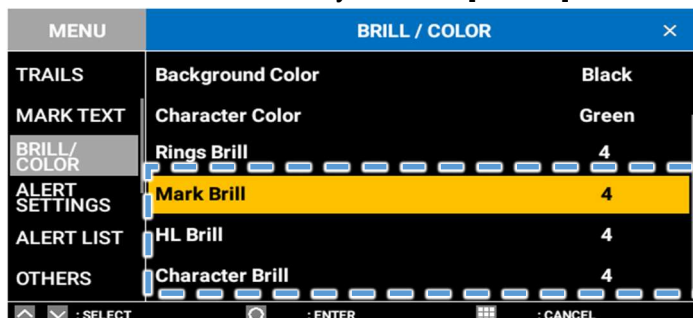 MENU
BRILL / COLOR
×
TRAILS
Background Color Black
MARK TEXT
Character Color Green
BRILL/
COLOR
Rings Brill 4
ALERT
SETTINGS
Mark Brill 4
ALERT LIST
HL Brill 4
OTHERS
Character Brill 4
: SELECT : ENTER : CANCEL